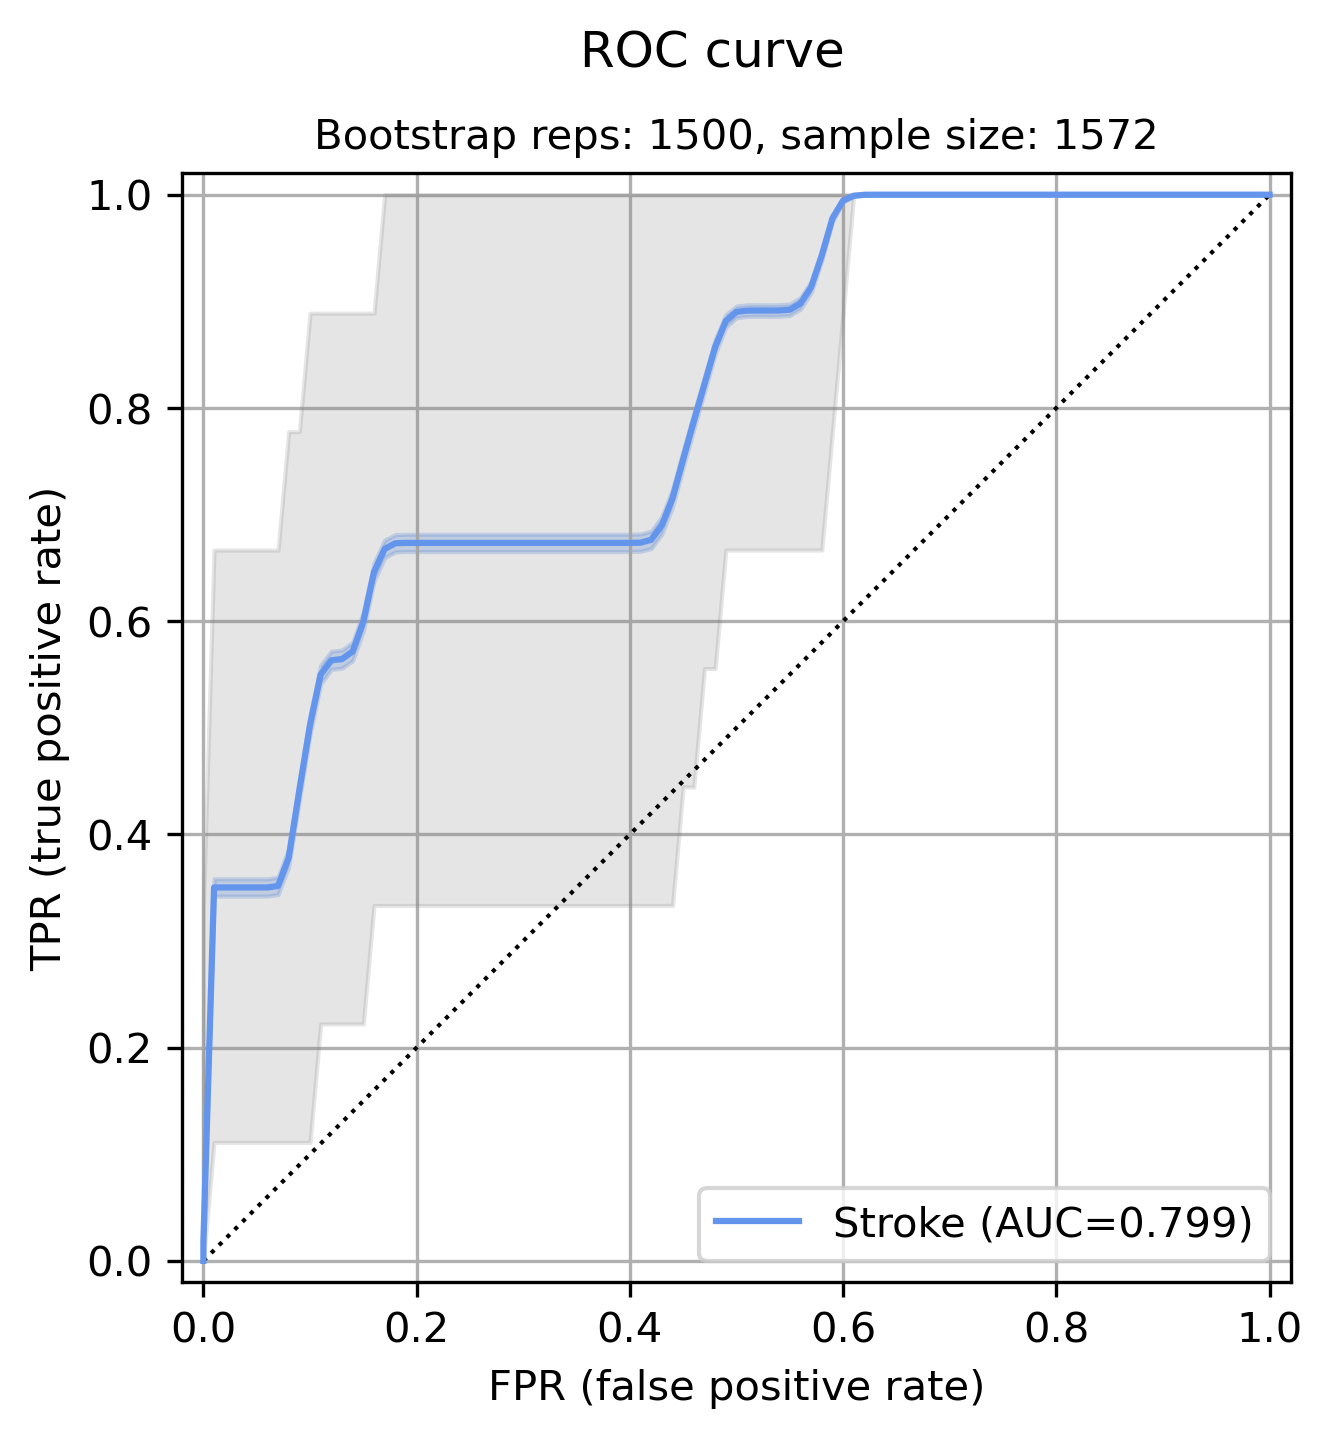 ROC curve
Bootstrap reps: 1500, sample size: 1572
TPR (true positive rate)
1.0
0.8
0.6
0.4
0.2
0.0
Stroke (AUC=0.799)
0.0 0.2 0.4 0.6 0.8 1.0
FPR (false positive rate)